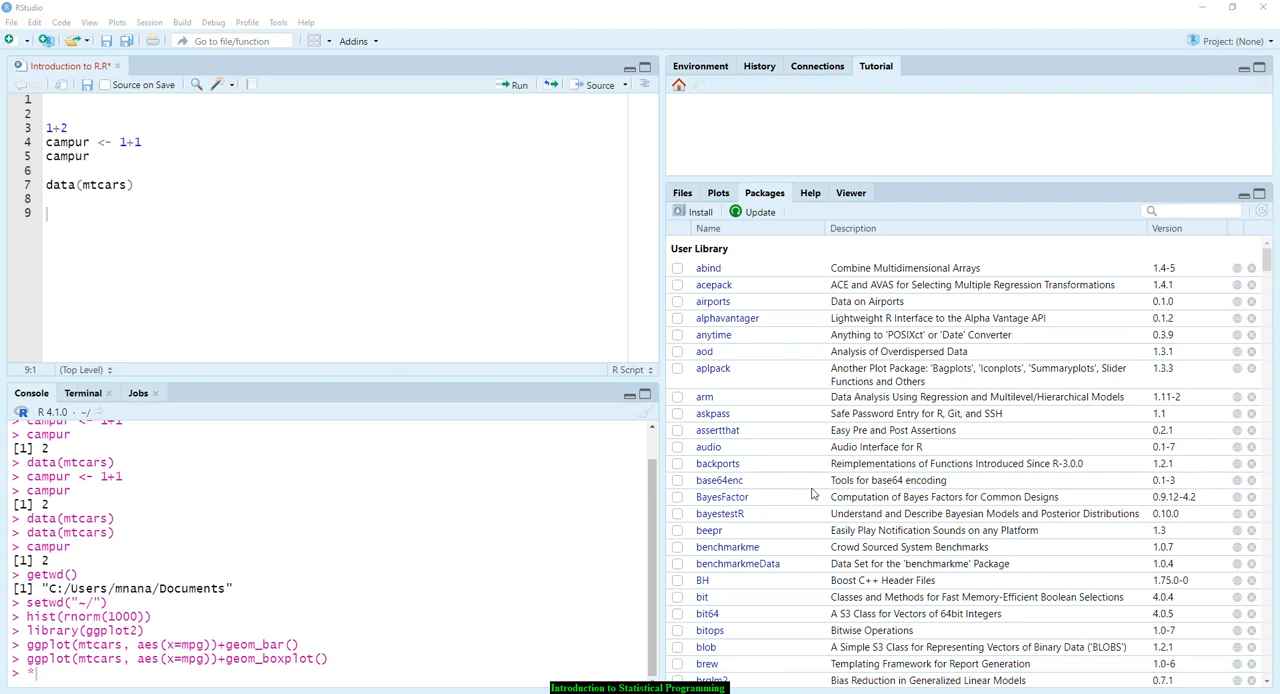 RStudio
File Edit Code View Plots Session Build Debug Profile Tools Help
Go to file/function Addins Project: (None)
Introduction to R.R*
Source on Save Run Source
1
2
3 1+2
4 campur <- 1+1
5 campur
6
7 data(mtcars)
8
9
9:1 (Top Level) R Script
Console Terminal Jobs
R 4.1.0 · ~/
> campur <- 1+1
> campur
[1] 2
> data(mtcars)
> campur <- 1+1
> campur
[1] 2
> data(mtcars)
> data(mtcars)
> campur
[1] 2
> getwd()
[1] "C:/Users/mnana/Documents"
> setwd("~/")
> hist(rnorm(1000))
> library(ggplot2)
> ggplot(mtcars, aes(x=mpg))+geom_bar()
> ggplot(mtcars, aes(x=mpg))+geom_boxplot()
> *
Environment History Connections Tutorial
Files Plots Packages Help Viewer
Install Update
Name Description Version
User Library
abind Combine Multidimensional Arrays 1.4-5
acepack ACE and AVAS for Selecting Multiple Regression Transformations 1.4.1
airports Data on Airports 0.1.0
alphavantager Lightweight R Interface to the Alpha Vantage API 0.1.2
anytime Anything to 'POSIXct' or 'Date' Converter 0.3.9
aod Analysis of Overdispersed Data 1.3.1
aplpack Another Plot Package: 'Bagplots', 'Iconplots', 'Summaryplots', Slider 1.3.3
Functions and Others
arm Data Analysis Using Regression and Multilevel/Hierarchical Models 1.11-2
askpass Safe Password Entry for R, Git, and SSH 1.1
assertthat Easy Pre and Post Assertions 0.2.1
audio Audio Interface for R 0.1-7
backports Reimplementations of Functions Introduced Since R-3.0.0 1.2.1
base64enc Tools for base64 encoding 0.1-3
BayesFactor Computation of Bayes Factors for Common Designs 0.9.12-4.2
bayestestR Understand and Describe Bayesian Models and Posterior Distributions 0.10.0
beepr Easily Play Notification Sounds on any Platform 1.3
benchmarkme Crowd Sourced System Benchmarks 1.0.7
benchmarkmeData Data Set for the 'benchmarkme' Package 1.0.4
BH Boost C++ Header Files 1.75.0-0
bit Classes and Methods for Fast Memory-Efficient Boolean Selections 4.0.4
bit64 A S3 Class for Vectors of 64bit Integers 4.0.5
bitops Bitwise Operations 1.0-7
blob A Simple S3 Class for Representing Vectors of Binary Data ('BLOBS') 1.2.1
brew Templating Framework for Report Generation 1.0-6
brglm2 Bias Reduction in Generalized Linear Models 0.7.1
Introduction to Statistical Programming